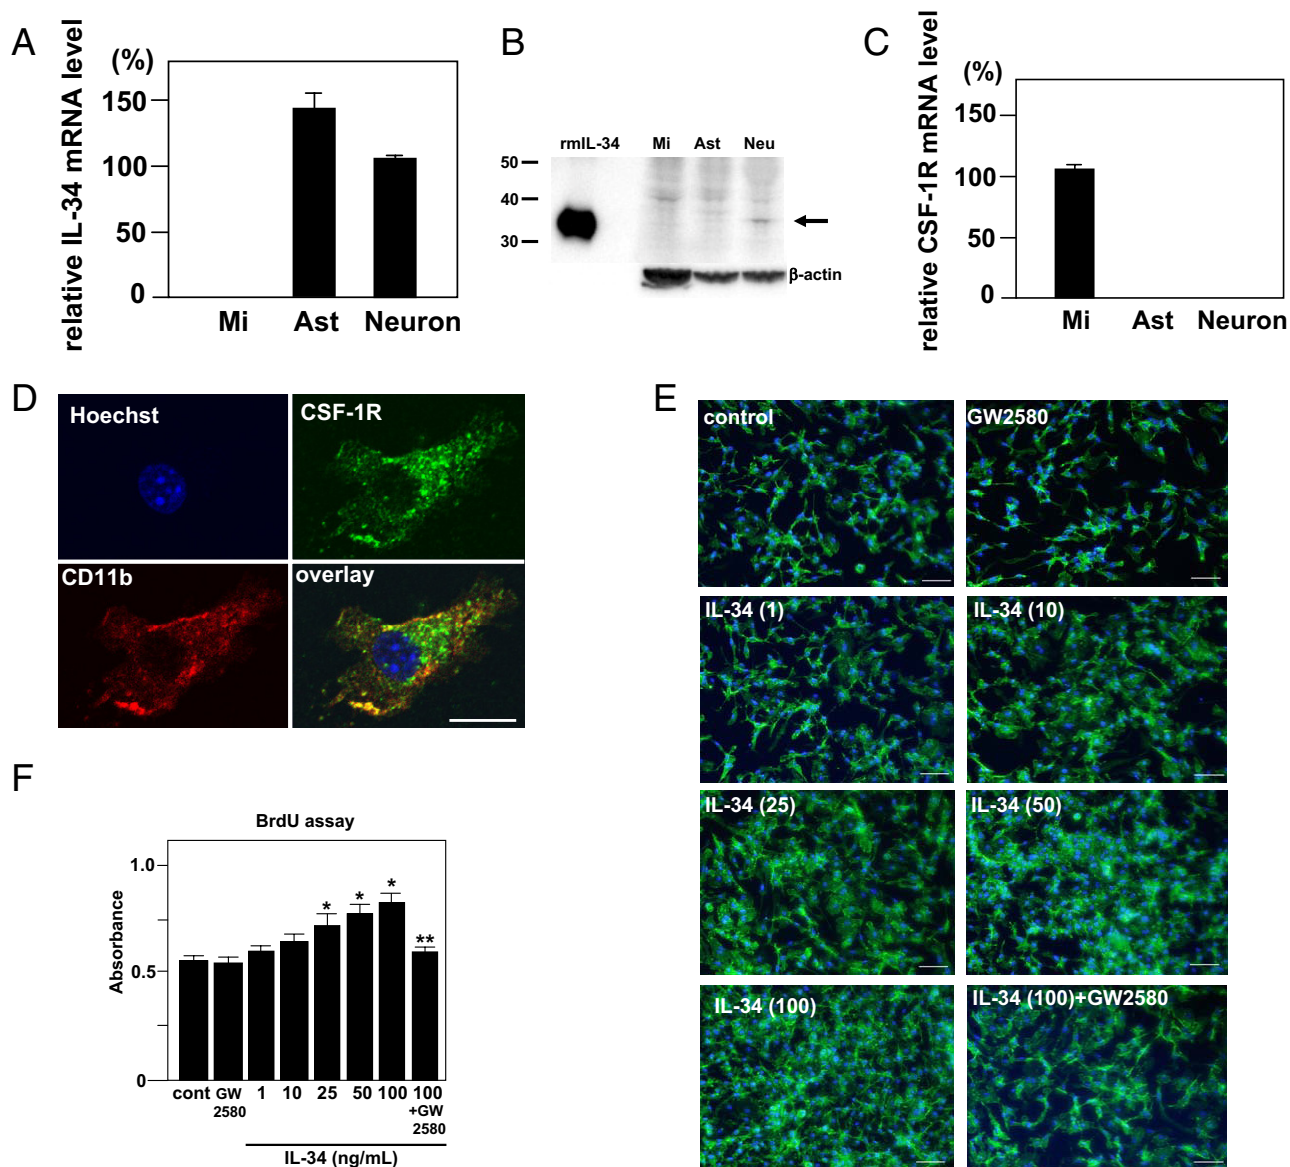 A
relative IL-34 mRNA level
(%)
150
100
50
0
Mi Ast Neuron
B
rmIL-34 Mi Ast Neu
50
40
30
β-actin
C
relative CSF-1R mRNA level
(%)
150
100
50
0
Mi Ast Neuron
D
Hoechst
CSF-1R
CD11b
overlay
E
control
GW2580
IL-34 (1)
IL-34 (10)
IL-34 (25)
IL-34 (50)
IL-34 (100)
IL-34 (100)+GW2580
F
BrdU assay
Absorbance
1.0
0.5
0
* * * **
cont GW 2580 1 10 25 50 100 100 +GW 2580
IL-34 (ng/mL)